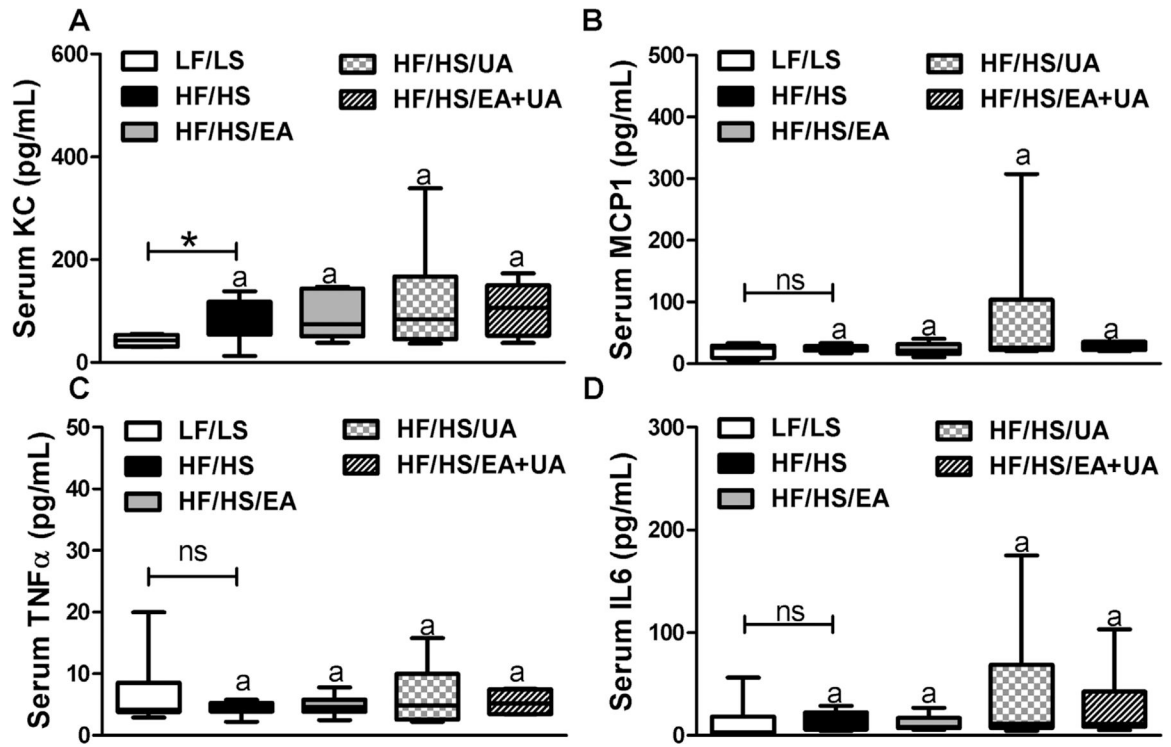 A
Serum KC (pg/mL)
600
400
200
0
LF/LS
HF/HS
HF/HS/EA
HF/HS/UA
HF/HS/EA+UA
*
a
a
a
a
B
Serum MCP1 (pg/mL)
500
400
300
200
100
0
LF/LS
HF/HS
HF/HS/EA
HF/HS/UA
HF/HS/EA+UA
ns
a
a
a
a
C
Serum TNFα (pg/mL)
50
40
30
20
10
0
LF/LS
HF/HS
HF/HS/EA
HF/HS/UA
HF/HS/EA+UA
ns
a
a
a
a
D
Serum IL6 (pg/mL)
300
200
100
0
LF/LS
HF/HS
HF/HS/EA
HF/HS/UA
HF/HS/EA+UA
ns
a
a
a
a